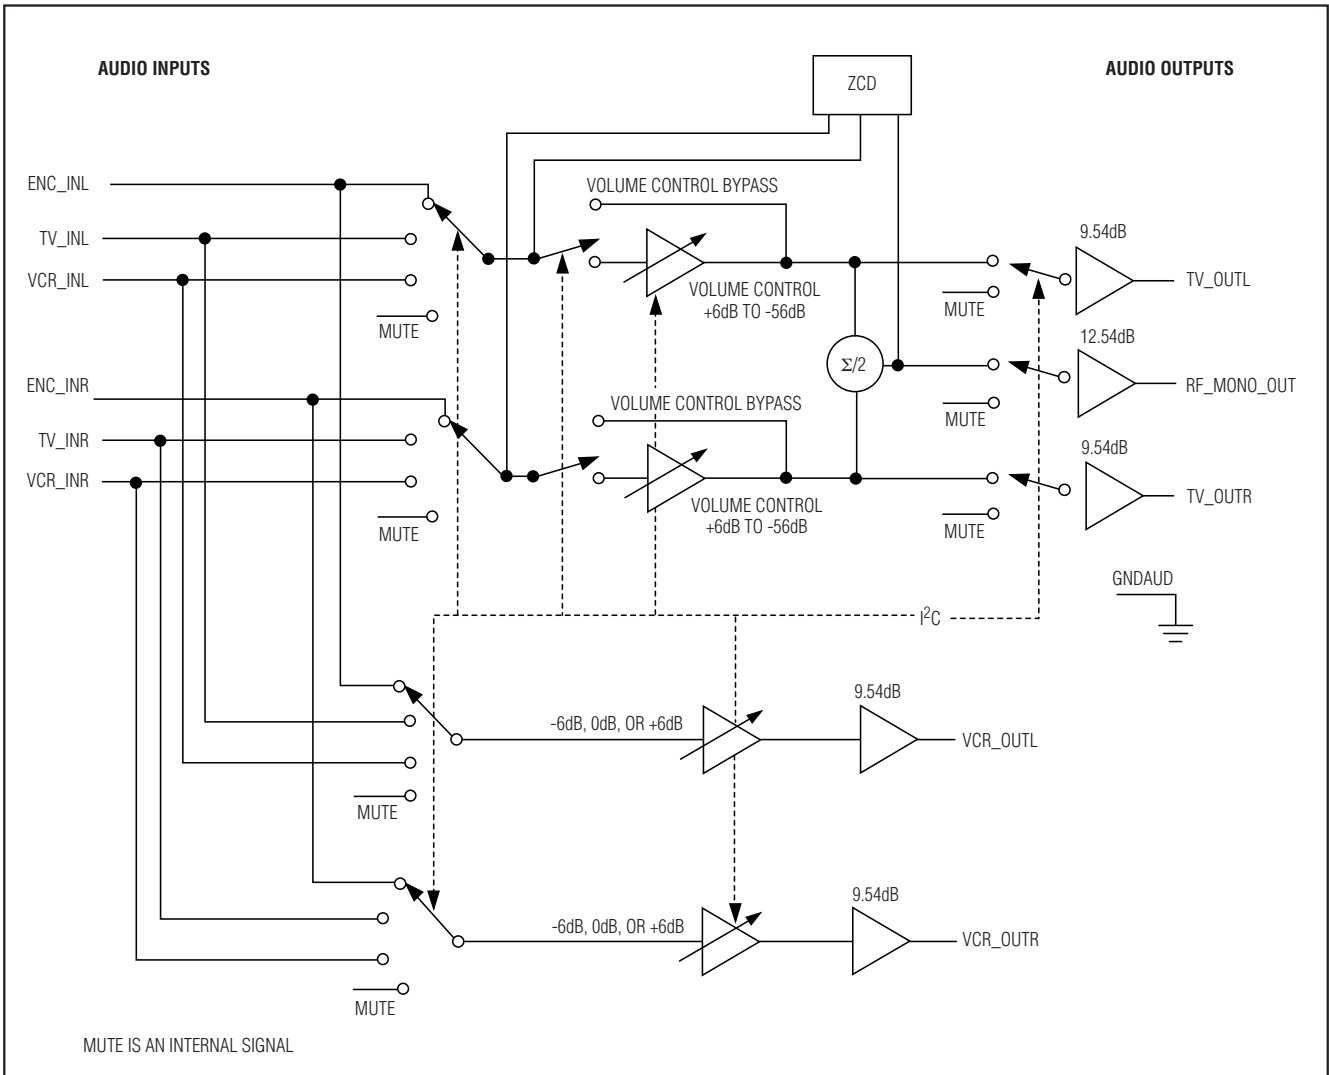 AUDIO INPUTS
AUDIO OUTPUTS
ZCD
ENC_INL
VOLUME CONTROL BYPASS
TV_INL
9.54dB
VCR_INL
TV_OUTL
VOLUME CONTROL
+6dB TO -56dB
MUTE
MUTE
12.54dB
Σ/2
ENC_INR
RF_MONO_OUT
VOLUME CONTROL BYPASS
MUTE
TV_INR
9.54dB
VCR_INR
TV_OUTR
VOLUME CONTROL
+6dB TO -56dB
MUTE
MUTE
GNDAUD
I²C
9.54dB
-6dB, 0dB, OR +6dB
VCR_OUTL
MUTE
9.54dB
-6dB, 0dB, OR +6dB
VCR_OUTR
MUTE
MUTE IS AN INTERNAL SIGNAL